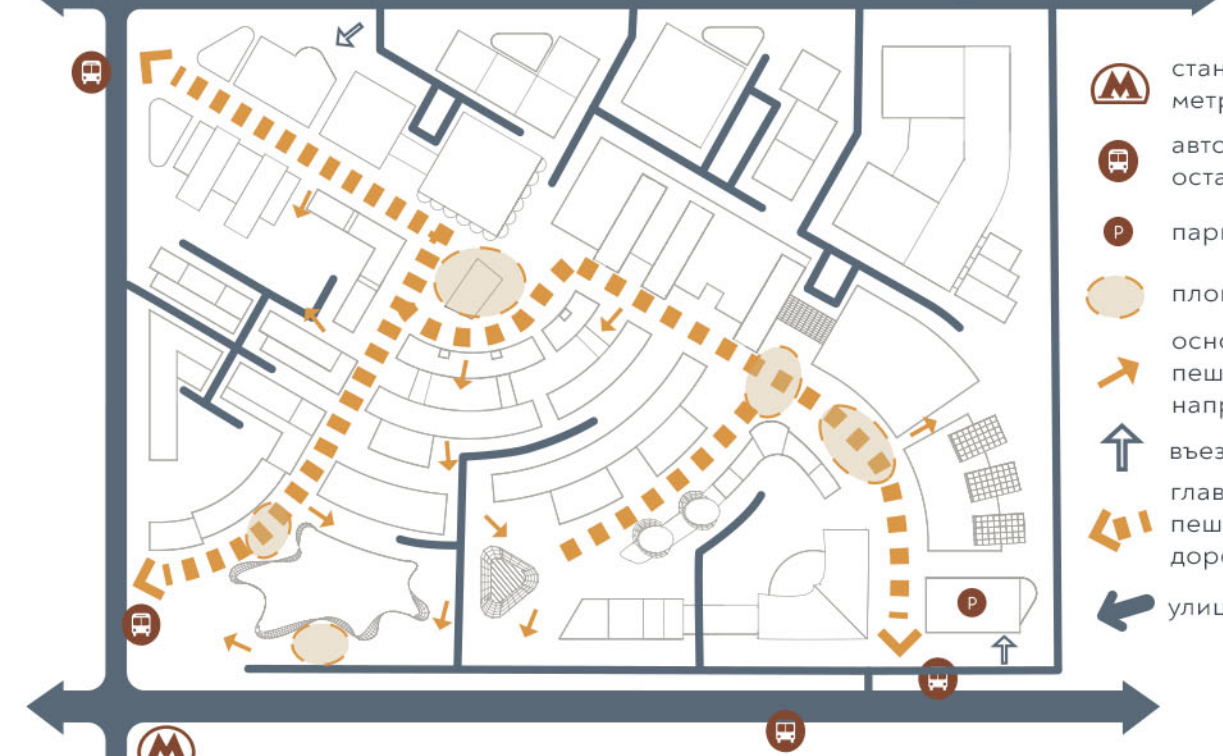 М
стан
метр
авто
оста
P
пар
пло
осно
пеш
напр
въез
глав
пеш
доро
P
улиц
М